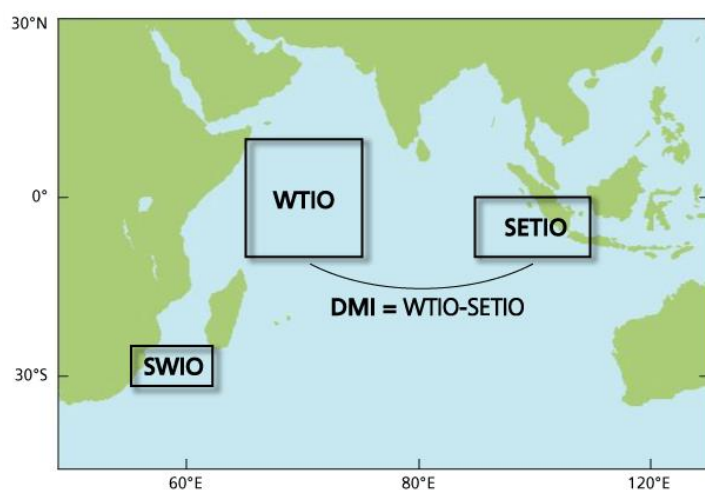 30°N
0°
30°S
WTIO
SETIO
DMI = WTIO-SETIO
SWIO
60°E
80°E
120°E